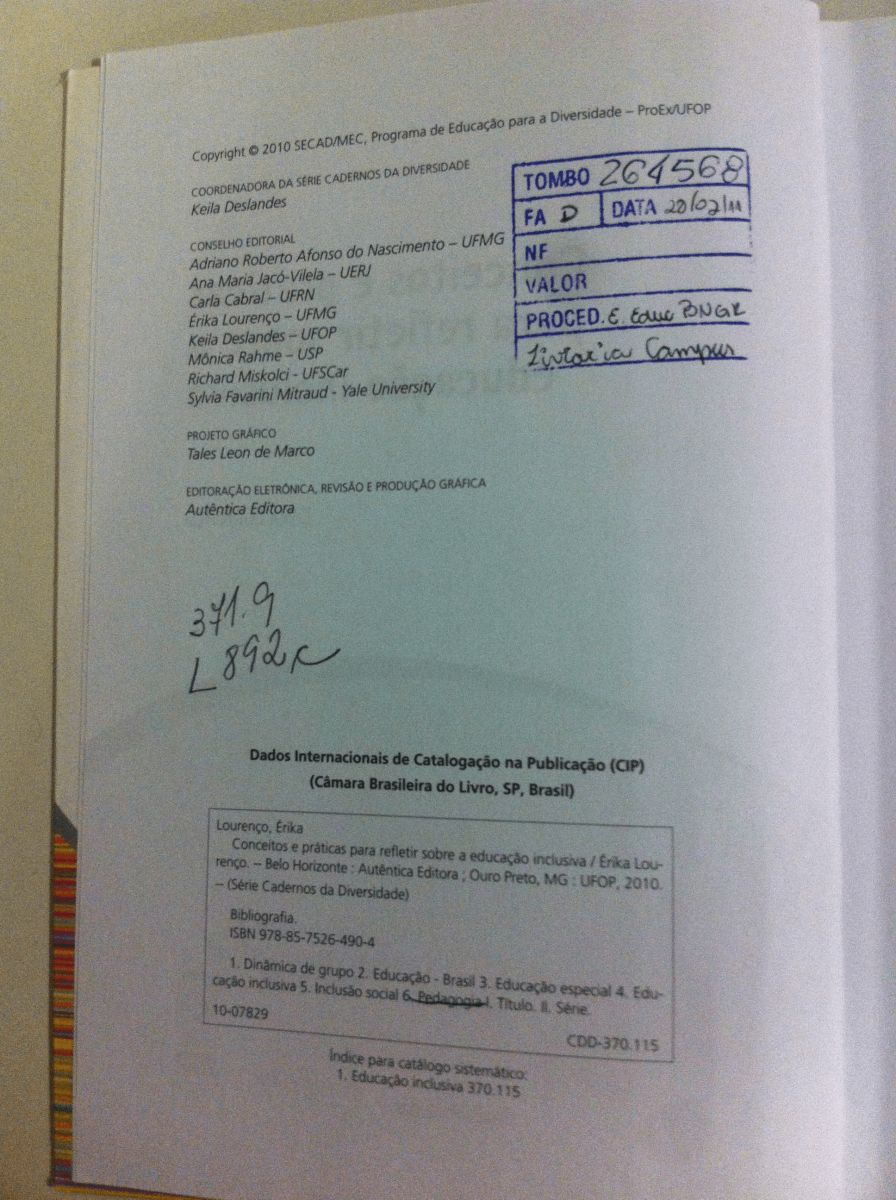 Copyright © 2010 SECAD/MEC, Programa de Educação para a Diversidade – ProEx/UFOP
COORDENADORA DA SÉRIE CADERNOS DA DIVERSIDADE
Keila Deslandes
CONSELHO EDITORIAL
Adriano Roberto Afonso do Nascimento – UFMG
Ana Maria Jacó-Vilela – UERJ
Carla Cabral – UFRN
Érika Lourenço – UFMG
Keila Deslandes – UFOP
Mônica Rahme – USP
Richard Miskolci - UFSCar
Sylvia Favarini Mitraud - Yale University
PROJETO GRÁFICO
Tales Leon de Marco
EDITORAÇÃO ELETRÔNICA, REVISÃO E PRODUÇÃO GRÁFICA
Autêntica Editora
TOMBO 264568
FA D DATA 28/02/11
NF
VALOR
PROCED. E. Educ
Livraria Campus
371.9
L892c
Dados Internacionais de Catalogação na Publicação (CIP)
(Câmara Brasileira do Livro, SP, Brasil)
Lourenço, Érika
Conceitos e práticas para refletir sobre a educação inclusiva / Érika Lou-
renço. – Belo Horizonte : Autêntica Editora ; Ouro Preto, MG : UFOP, 2010.
– (Série Cadernos da Diversidade)
Bibliografia.
ISBN 978-85-7526-490-4
1. Dinâmica de grupo 2. Educação - Brasil 3. Educação especial 4. Edu-
cação inclusiva 5. Inclusão social 6. Pedagogia I. Título. II. Série.
10-07829
CDD-370.115
Índice para catálogo sistemático:
1. Educação inclusiva 370.115